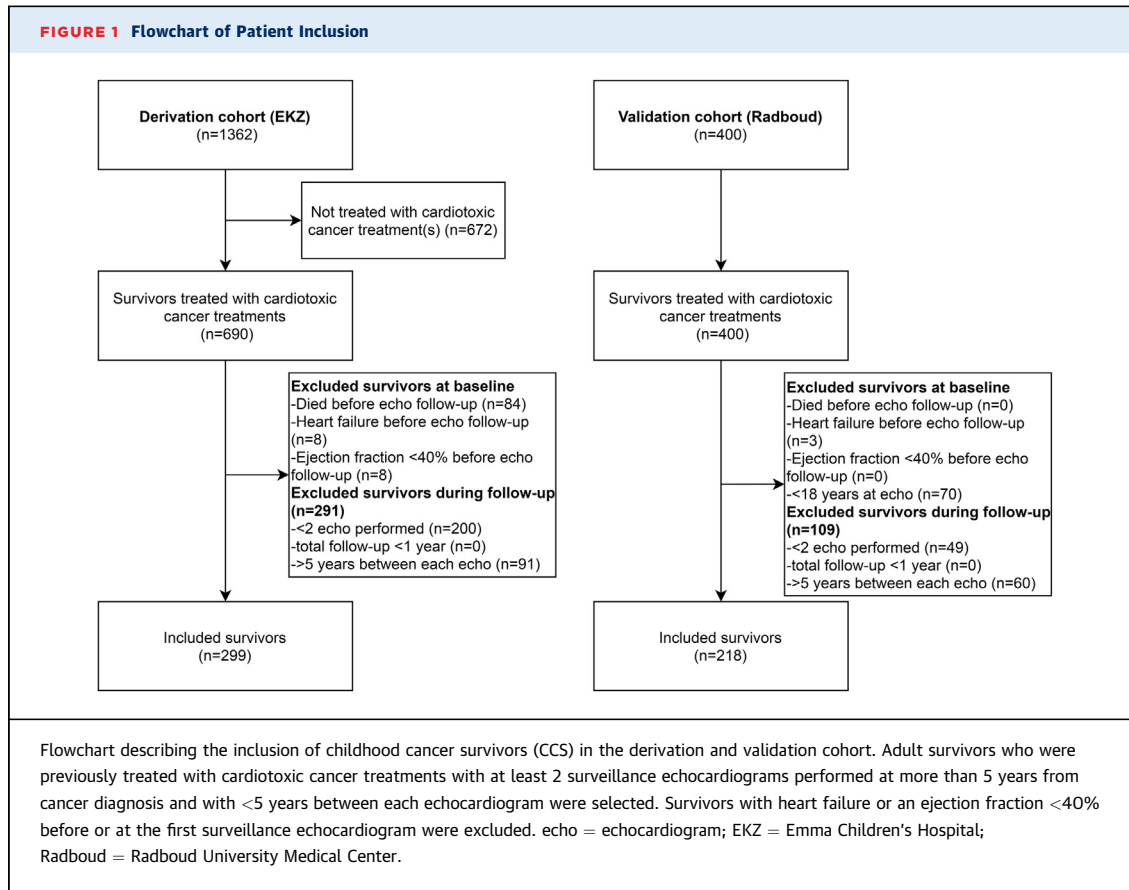 FIGURE 1 Flowchart of Patient Inclusion
Derivation cohort (EKZ)
(n=1362)
Not treated with cardiotoxic
cancer treatment(s) (n=672)
Survivors treated with cardiotoxic
cancer treatments
(n=690)
Excluded survivors at baseline
-Died before echo follow-up (n=84)
-Heart failure before echo follow-up
(n=8)
-Ejection fraction <40% before echo
follow-up (n=8)
Excluded survivors during follow-up
(n=291)
-<2 echo performed (n=200)
-total follow-up <1 year (n=0)
->5 years between each echo (n=91)
Included survivors
(n=299)
Validation cohort (Radboud)
(n=400)
Survivors treated with cardiotoxic
cancer treatments
(n=400)
Excluded survivors at baseline
-Died before echo follow-up (n=0)
-Heart failure before echo follow-up
(n=3)
-Ejection fraction <40% before echo
follow-up (n=0)
-<18 years at echo (n=70)
Excluded survivors during follow-up
(n=109)
-<2 echo performed (n=49)
-total follow-up <1 year (n=0)
->5 years between each echo (n=60)
Included survivors
(n=218)
Flowchart describing the inclusion of childhood cancer survivors (CCS) in the derivation and validation cohort. Adult survivors who were
previously treated with cardiotoxic cancer treatments with at least 2 surveillance echocardiograms performed at more than 5 years from
cancer diagnosis and with <5 years between each echocardiogram were selected. Survivors with heart failure or an ejection fraction <40%
before or at the first surveillance echocardiogram were excluded. echo = echocardiogram; EKZ = Emma Children's Hospital;
Radboud = Radboud University Medical Center.